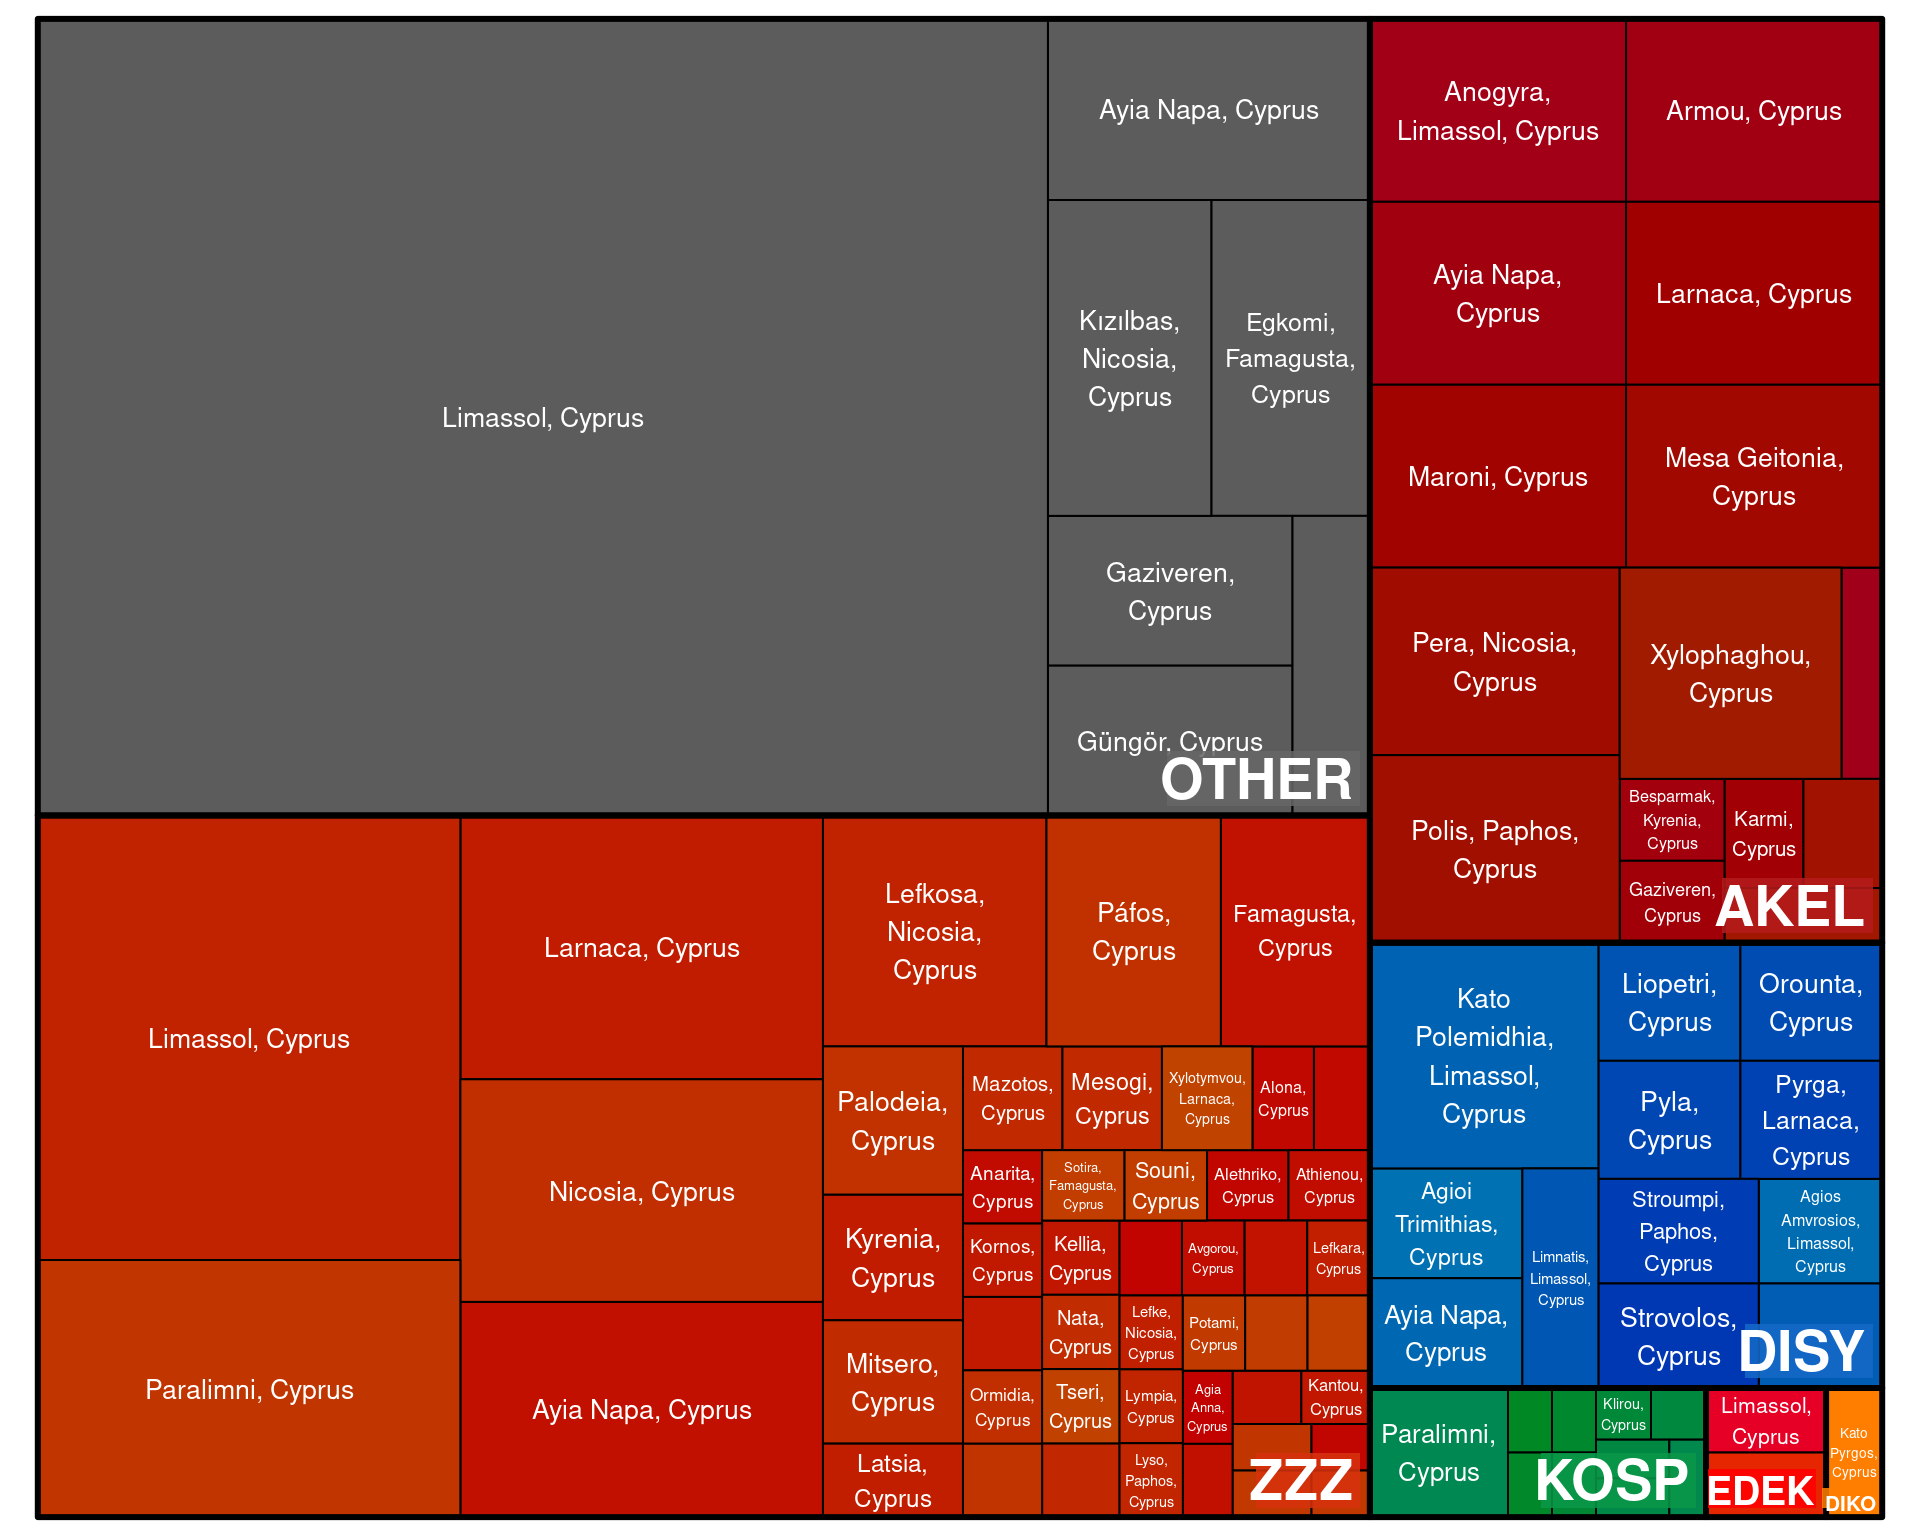 Limassol, Cyprus
Ayia Napa, Cyprus
Kızılbas,
Nicosia,
Cyprus
Egkomi,
Famagusta,
Cyprus
Gaziveren,
Cyprus
Güngör, Cyprus
OTHER
Limassol, Cyprus
Paralimni, Cyprus
Larnaca, Cyprus
Nicosia, Cyprus
Ayia Napa, Cyprus
Lefkosa,
Nicosia,
Cyprus
Páfos,
Cyprus
Famagusta,
Cyprus
Palodeia,
Cyprus
Kyrenia,
Cyprus
Mitsero,
Cyprus
Latsia,
Cyprus
Mazotos,
Cyprus
Mesogi,
Cyprus
Xylotymvou,
Larnaca,
Cyprus
Alona,
Cyprus
Anarita,
Cyprus
Kornos,
Cyprus
Ormidia,
Cyprus
Sotira,
Famagusta,
Cyprus
Souni,
Cyprus
Alethriko,
Cyprus
Athienou,
Cyprus
Kellia,
Cyprus
Avgorou,
Cyprus
Lefkara,
Cyprus
Nata,
Cyprus
Lefke,
Nicosia,
Cyprus
Potami,
Cyprus
Tseri,
Cyprus
Lympia,
Cyprus
Agia
Anna,
Cyprus
Kantou,
Cyprus
Lyso,
Paphos,
Cyprus
ZZZ
Anogyra,
Limassol, Cyprus
Armou, Cyprus
Ayia Napa,
Cyprus
Larnaca, Cyprus
Maroni, Cyprus
Mesa Geitonia,
Cyprus
Pera, Nicosia,
Cyprus
Polis, Paphos,
Cyprus
Xylophaghou,
Cyprus
Besparmak,
Kyrenia,
Cyprus
Karmi,
Cyprus
Gaziveren,
Cyprus
AKEL
Kato
Polemidhia,
Limassol,
Cyprus
Agioi
Trimithias,
Cyprus
Ayia Napa,
Cyprus
Limnatis,
Limassol,
Cyprus
Liopetri,
Cyprus
Orounta,
Cyprus
Pyla,
Cyprus
Pyrga,
Larnaca,
Cyprus
Stroumpi,
Paphos,
Cyprus
Agios
Amvrosios,
Limassol,
Cyprus
Strovolos,
Cyprus
DISY
Paralimni,
Cyprus
Klirou,
Cyprus
KOSP
Limassol,
Cyprus
EDEK
Kato
Pyrgos,
Cyprus
DIKO